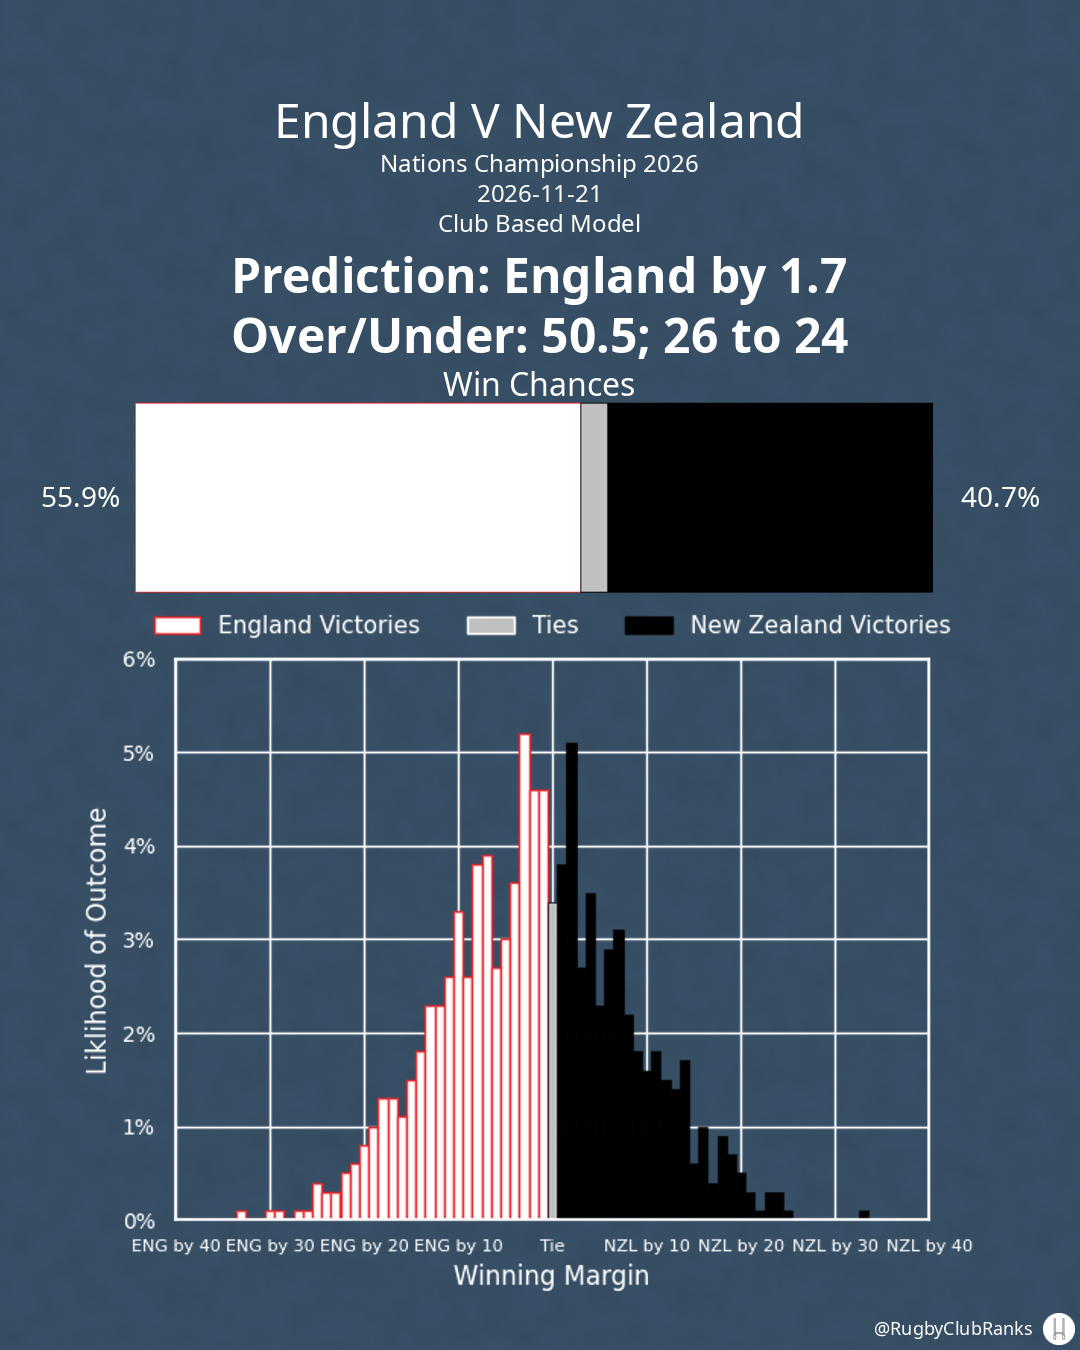 England V New Zealand
Nations Championship 2026
2026-11-21
Club Based Model
Prediction: England by 1.7
Over/Under: 50.5; 26 to 24
Win Chances
55.9%
40.7%
England Victories
Ties
New Zealand Victories
6%
5%
4%
3%
2%
1%
0%
Liklihood of Outcome
ENG by 40 ENG by 30 ENG by 20 ENG by 10 Tie NZL by 10 NZL by 20 NZL by 30 NZL by 40
Winning Margin
@RugbyClubRanks